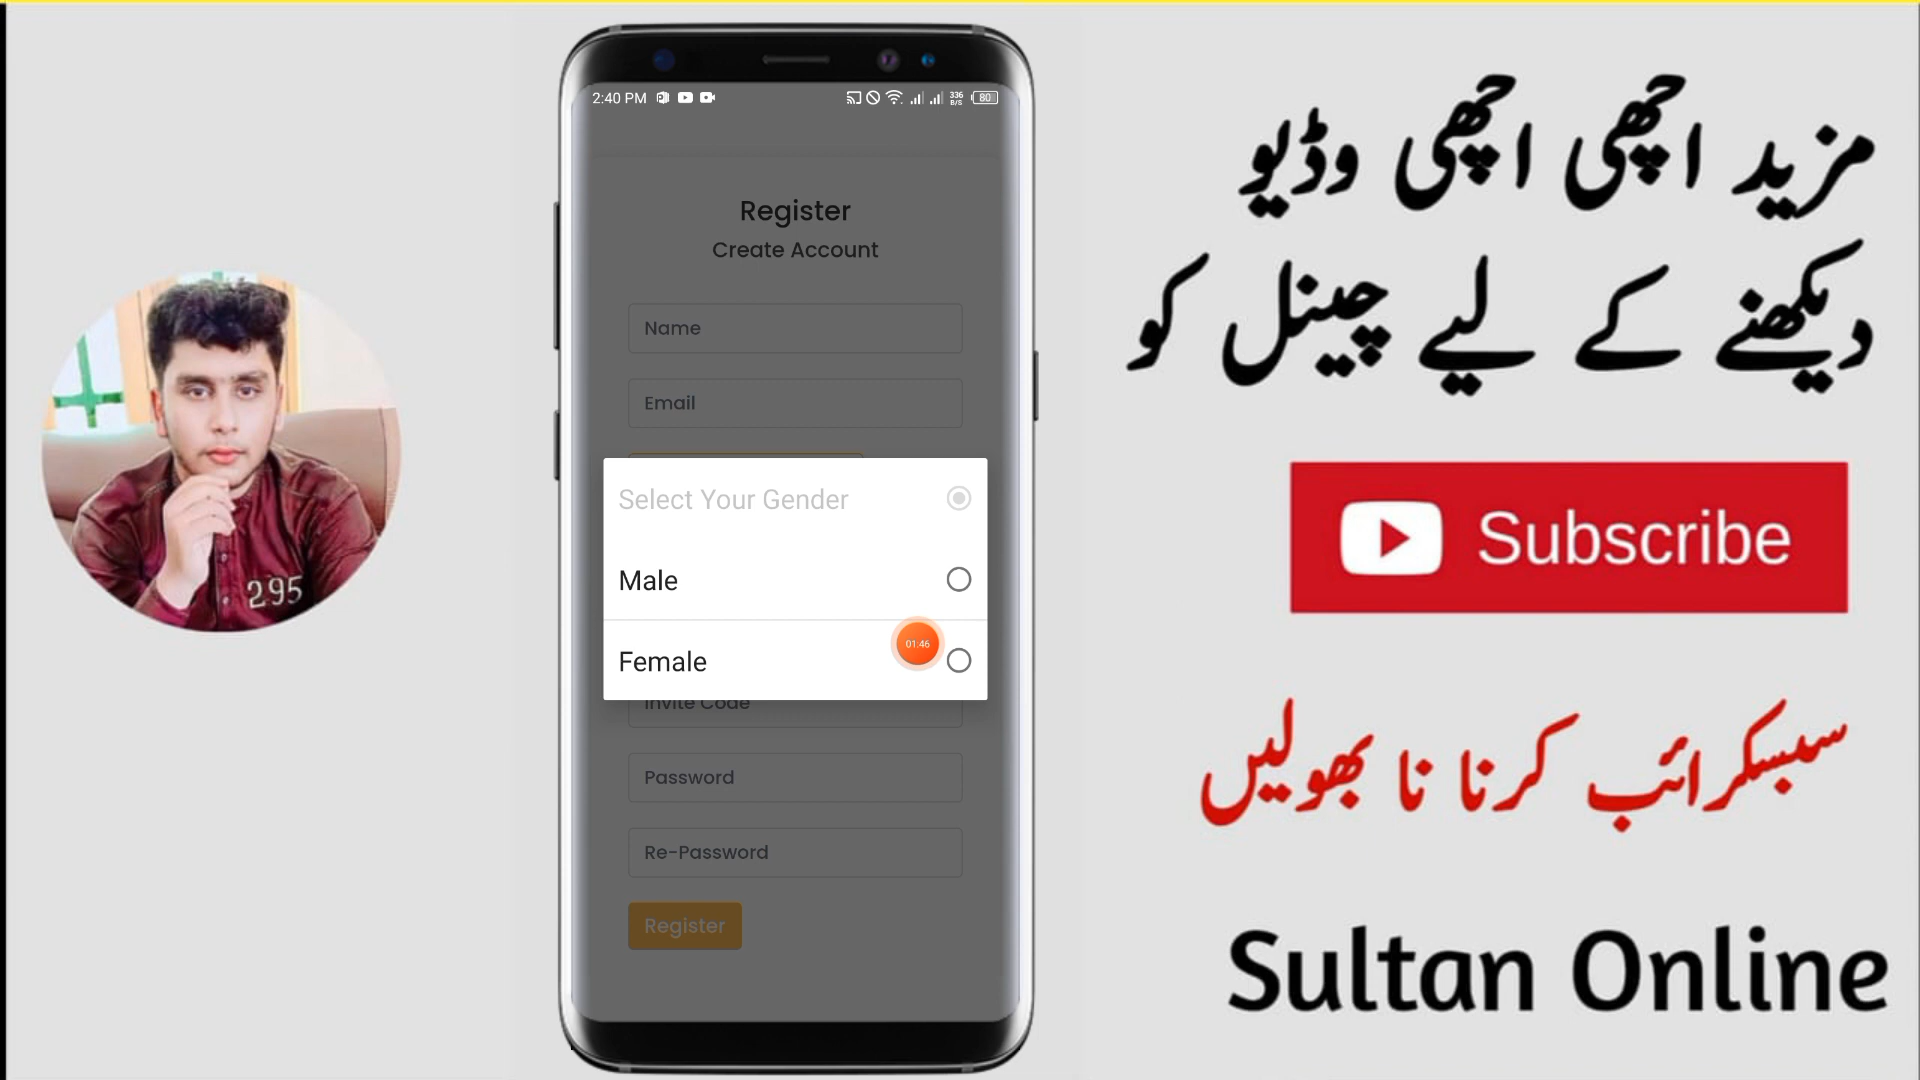 2:40 PM
336
B/S
80
Register
Create Account
Name
Email
Select Your Gender
Male
01:46
Female
Invite Code
Password
Re-Password
Register
295
مزید اچھی اچھی وڈیو
دیکھنے کے لیے چینل کو
Subscribe
سبسکرائب کرنا نا بھولیں
Sultan Online